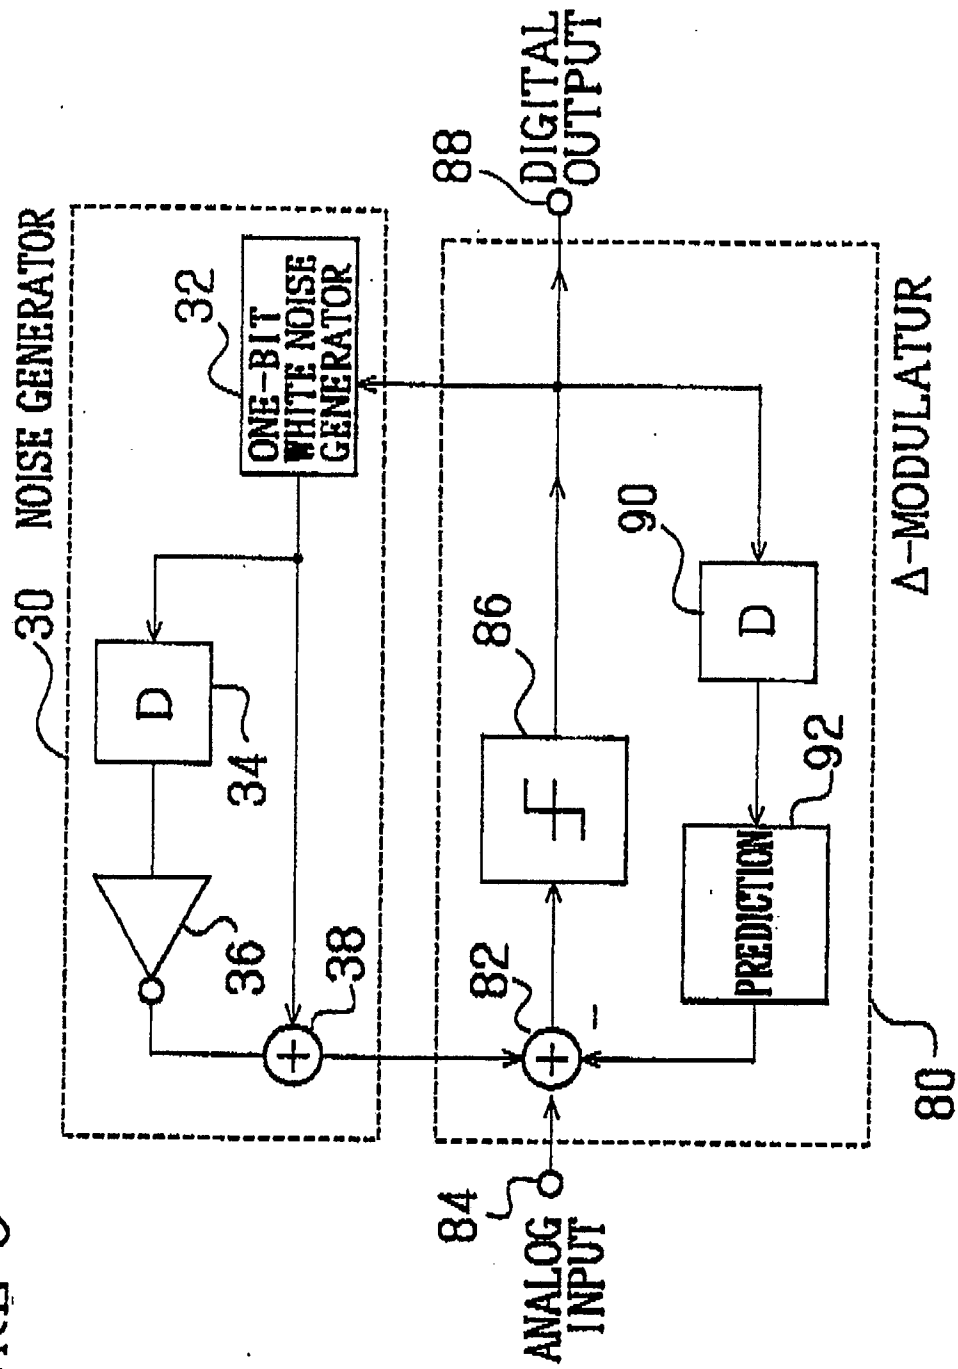 30 NOISE GENERATOR
D
34
36
38
32
ONE-BIT
WHITE NOISE
GENERATOR
84
ANALOG
INPUT
82
+
+
−
86
88
DIGITAL
OUTPUT
90
D
PREDICTION
92
80
Δ-MODULATUR